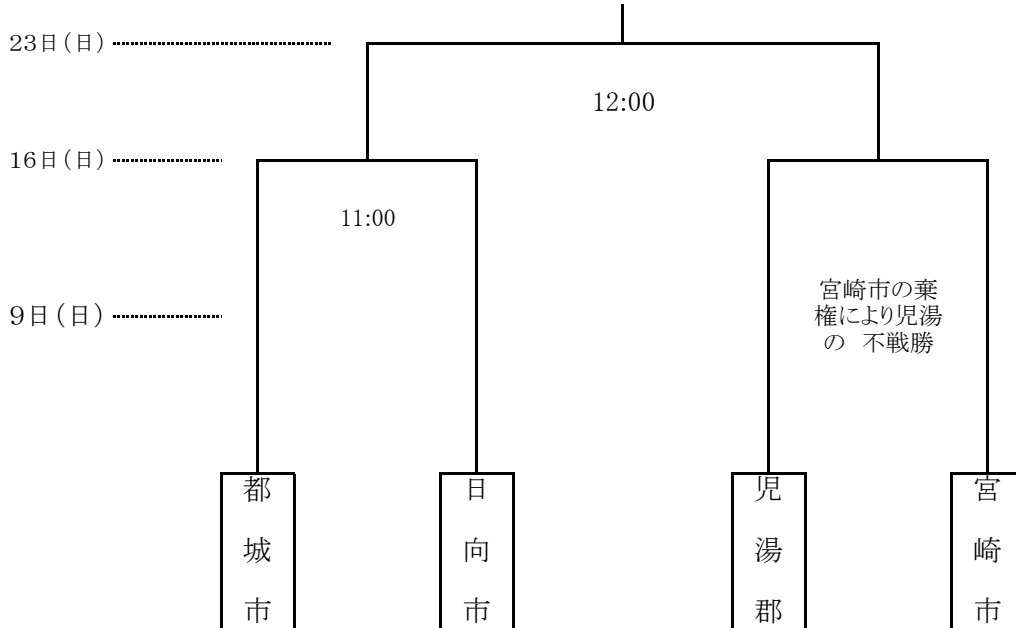 23日(日)
12:00
16日(日)
11:00
9日(日)
宮崎市の棄
権により児湯
の 不戦勝
都城市
日向市
児湯郡
宮崎市